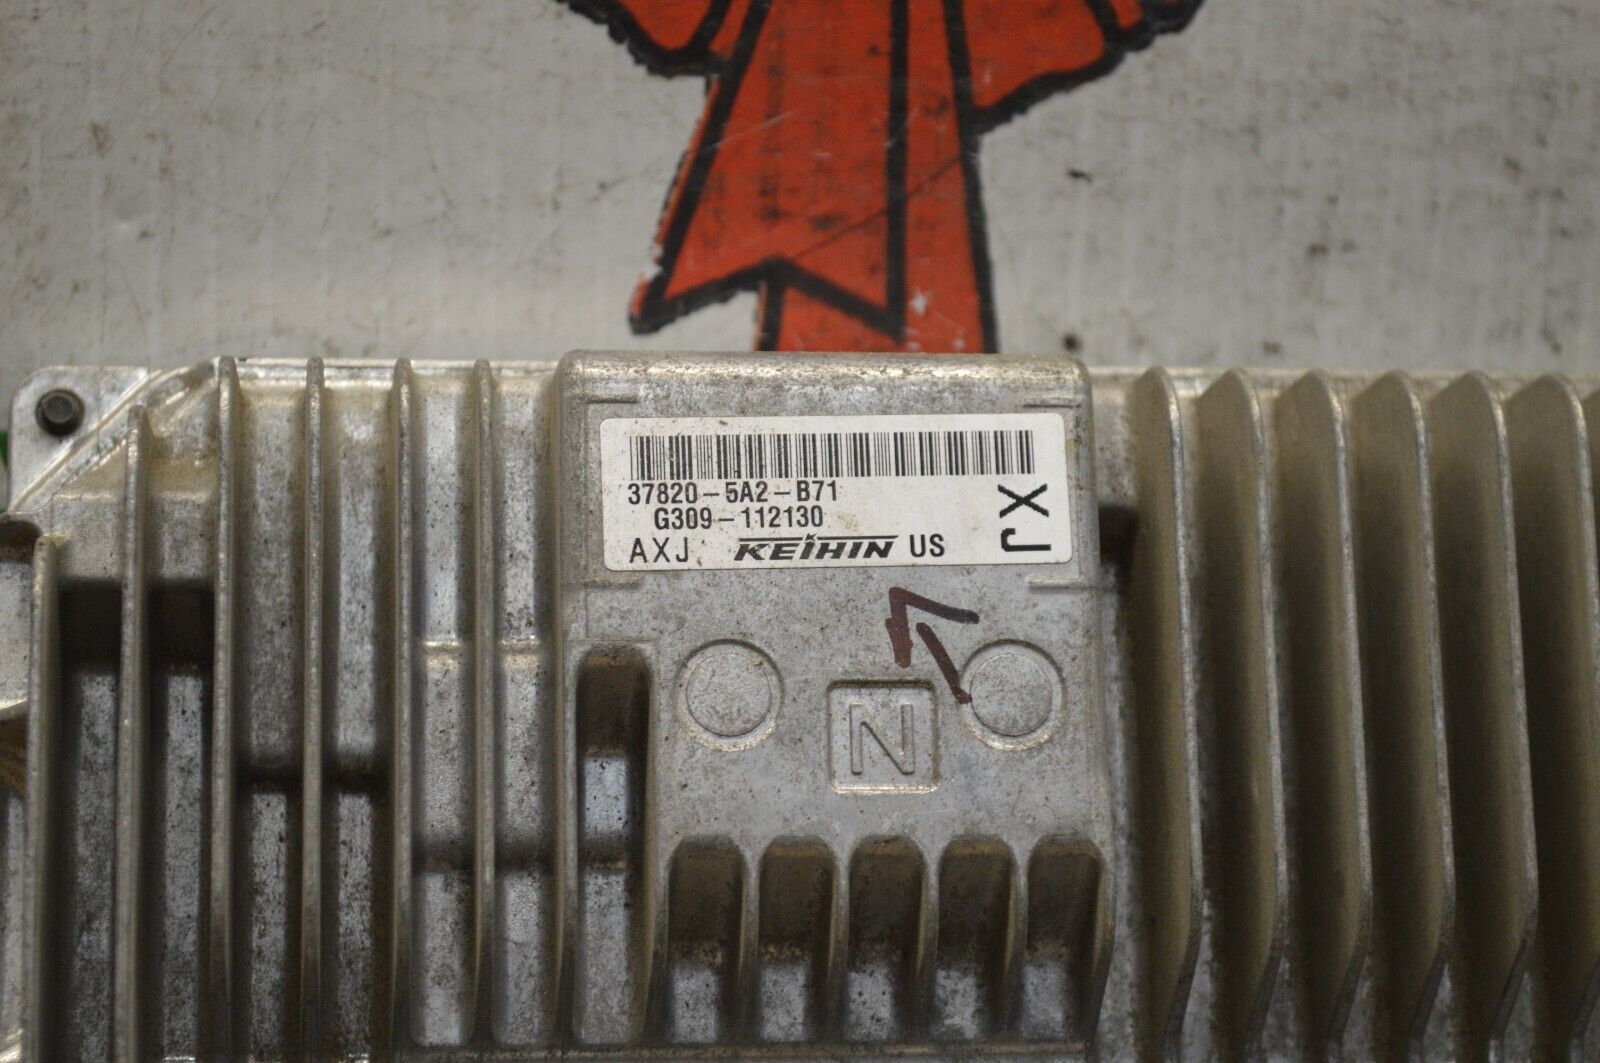 37820-5A2-B71
G309-112130
AXJ KEIHIN US
XJ
N